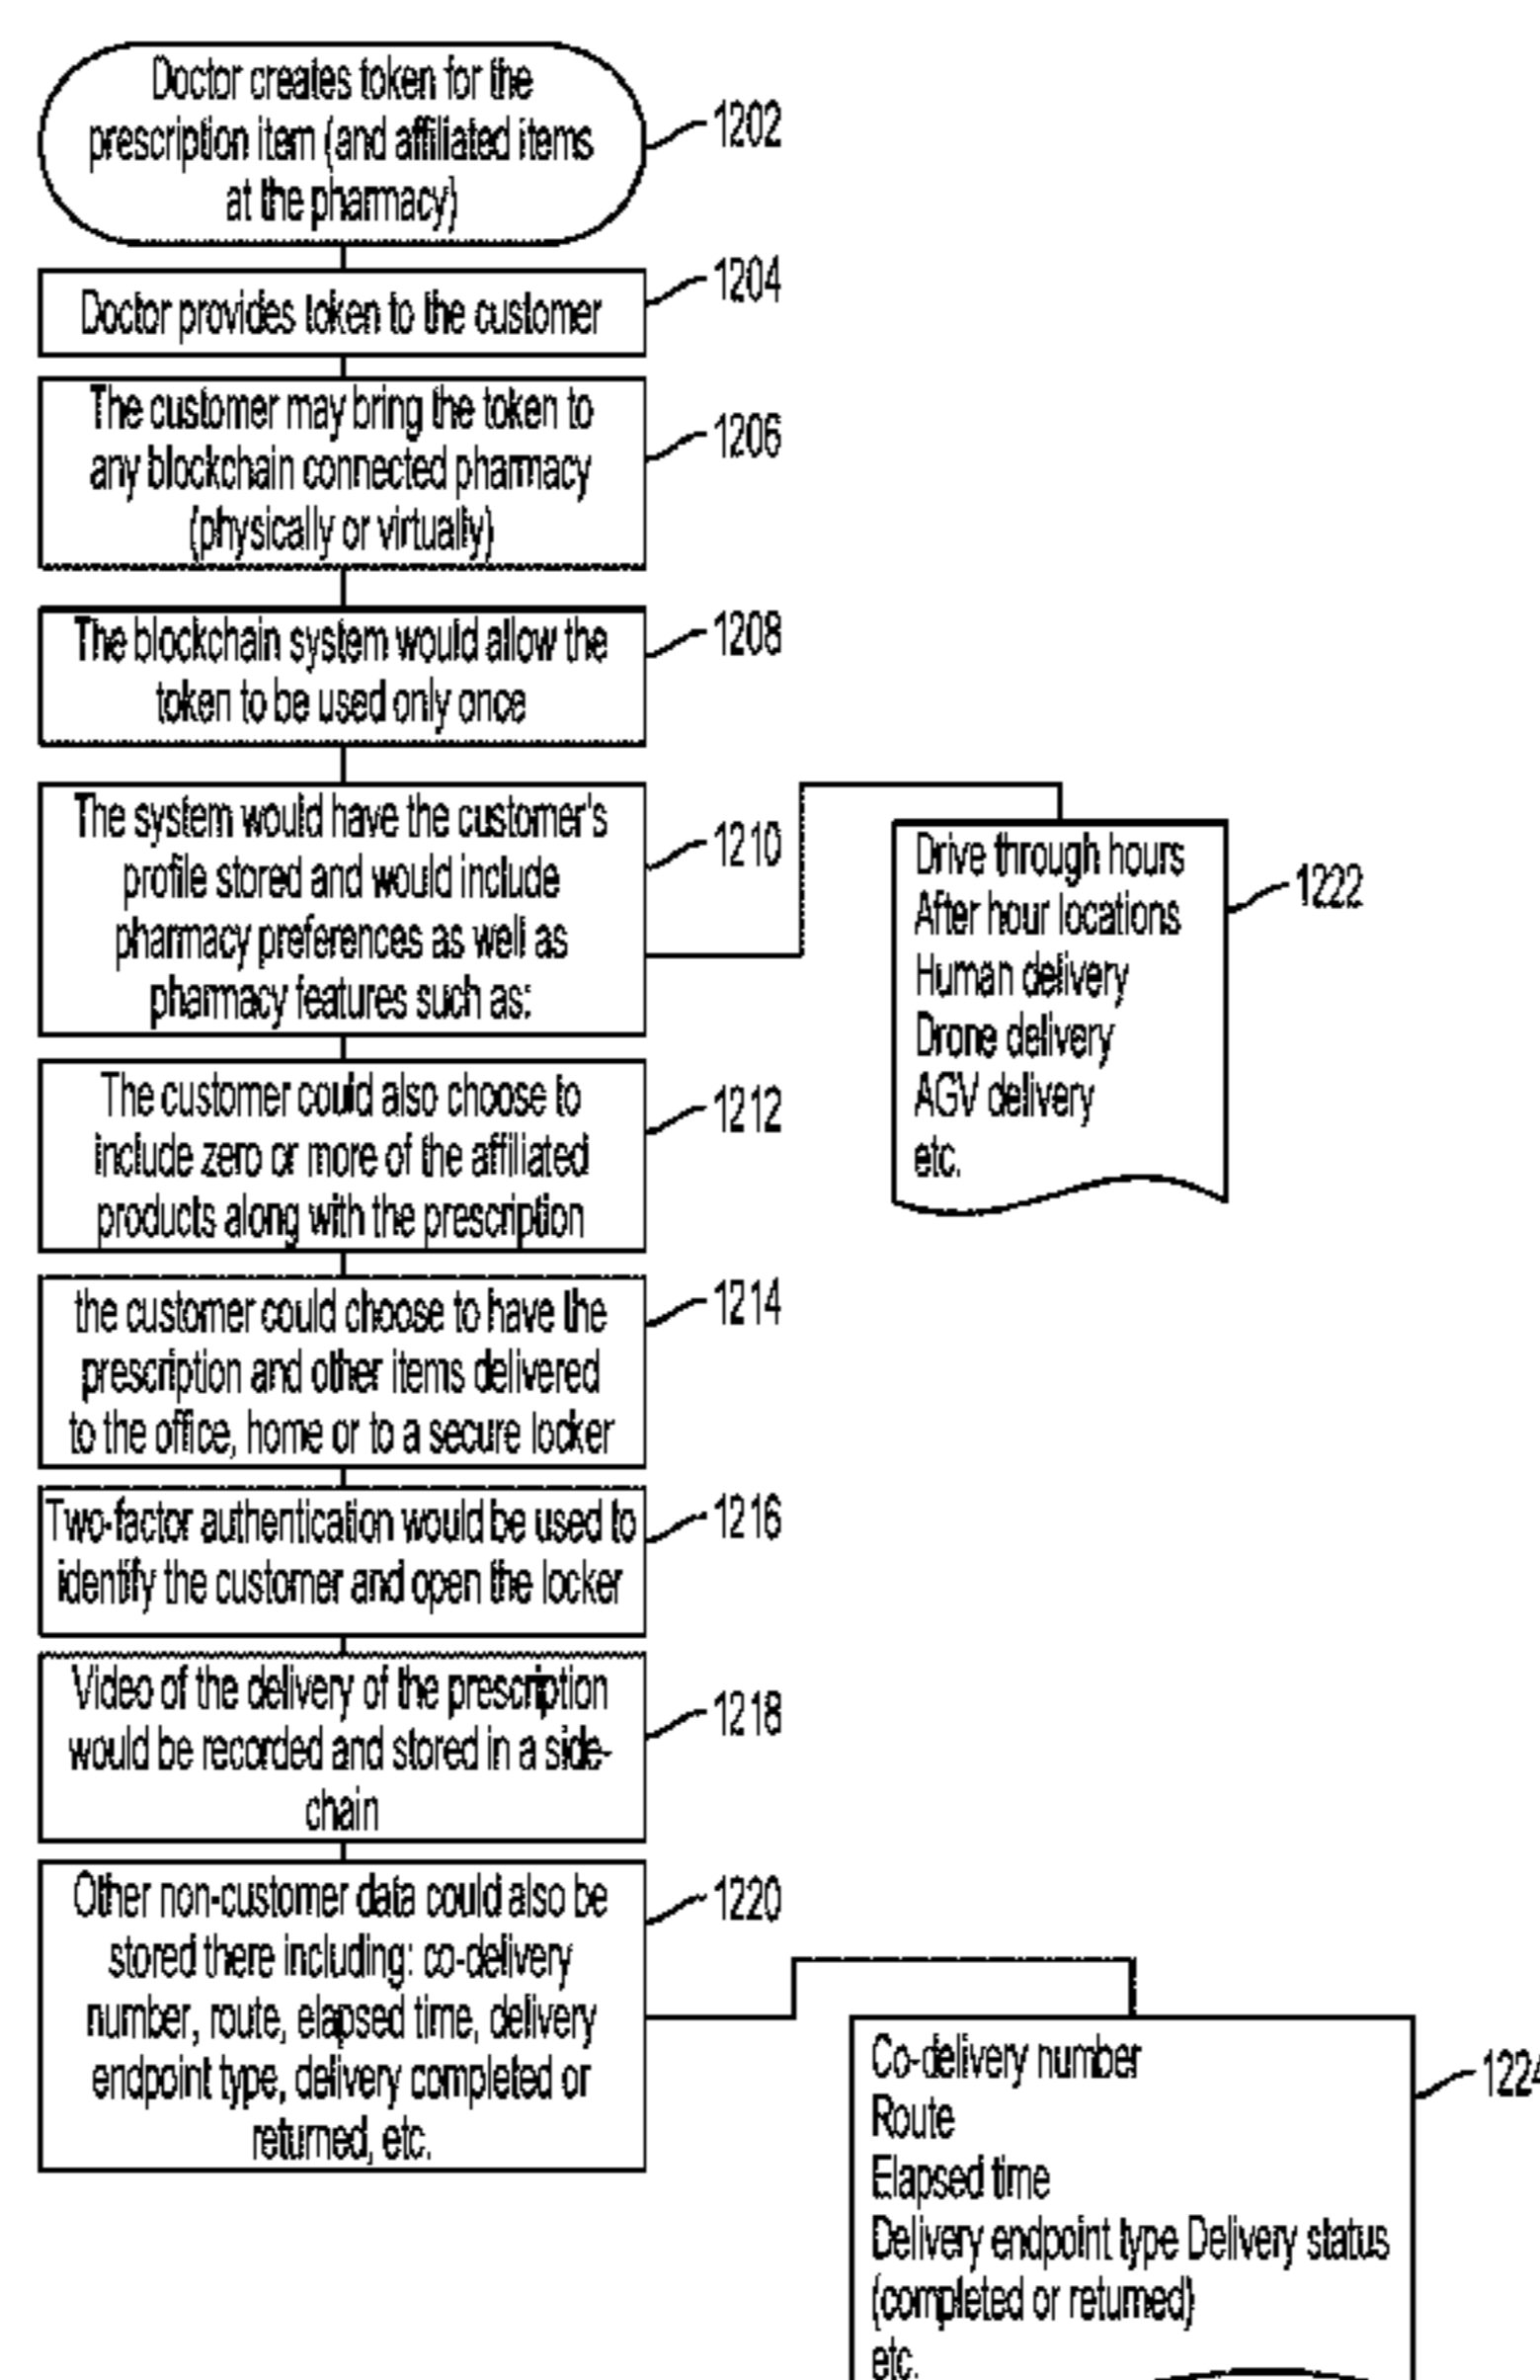 Doctor creates token for the
prescription item (and affiliated items
at the pharmacy)
1202
Doctor provides token to the customer
1204
The customer may bring the token to
any blockchain connected pharmacy
(physically or virtually)
1206
The blockchain system would allow the
token to be used only once
1208
The system would have the customer's
profile stored and would include
pharmacy preferences as well as
pharmacy features such as:
1210
Drive through hours
After hour locations
Human delivery
Drone delivery
AGV delivery
etc.
1222
The customer could also choose to
include zero or more of the affiliated
products along with the prescription
1212
the customer could choose to have the
prescription and other items delivered
to the office, home or to a secure locker
1214
Two-factor authentication would be used to
identify the customer and open the locker
1216
Video of the delivery of the prescription
would be recorded and stored in a side-
chain
1218
Other non-customer data could also be
stored there including: co-delivery
number, route, elapsed time, delivery
endpoint type, delivery completed or
returned, etc.
1220
Co-delivery number
Route
Elapsed time
Delivery endpoint type Delivery status
(completed or returned)
etc.
1224